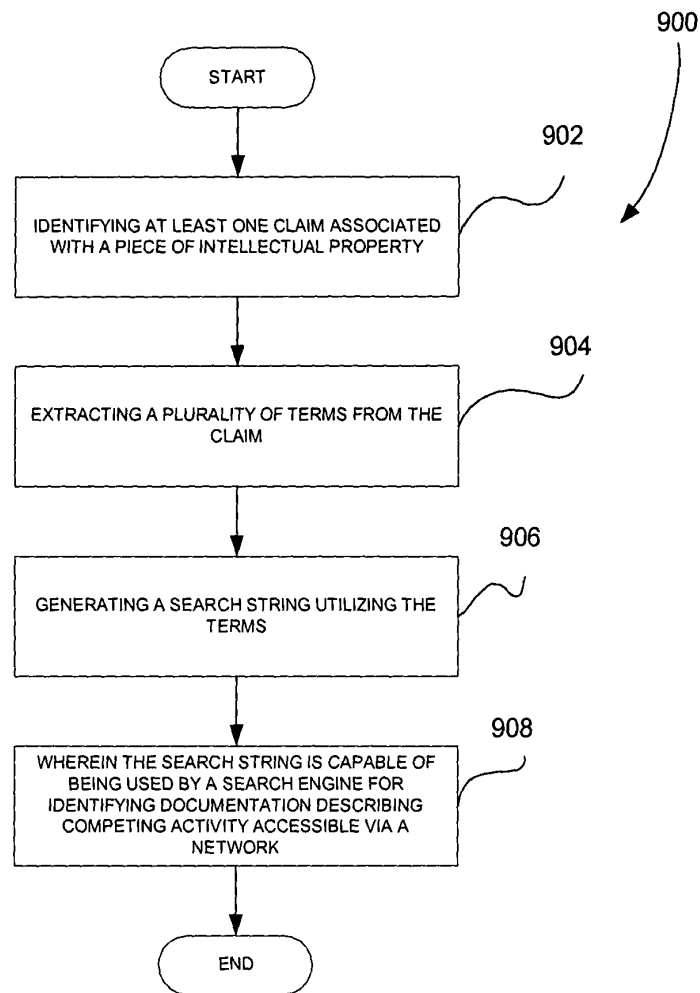 900
START
902
IDENTIFYING AT LEAST ONE CLAIM ASSOCIATED
WITH A PIECE OF INTELLECTUAL PROPERTY
904
EXTRACTING A PLURALITY OF TERMS FROM THE
CLAIM
906
GENERATING A SEARCH STRING UTILIZING THE
TERMS
908
WHEREIN THE SEARCH STRING IS CAPABLE OF
BEING USED BY A SEARCH ENGINE FOR
IDENTIFYING DOCUMENTATION DESCRIBING
COMPETING ACTIVITY ACCESSIBLE VIA A
NETWORK
END